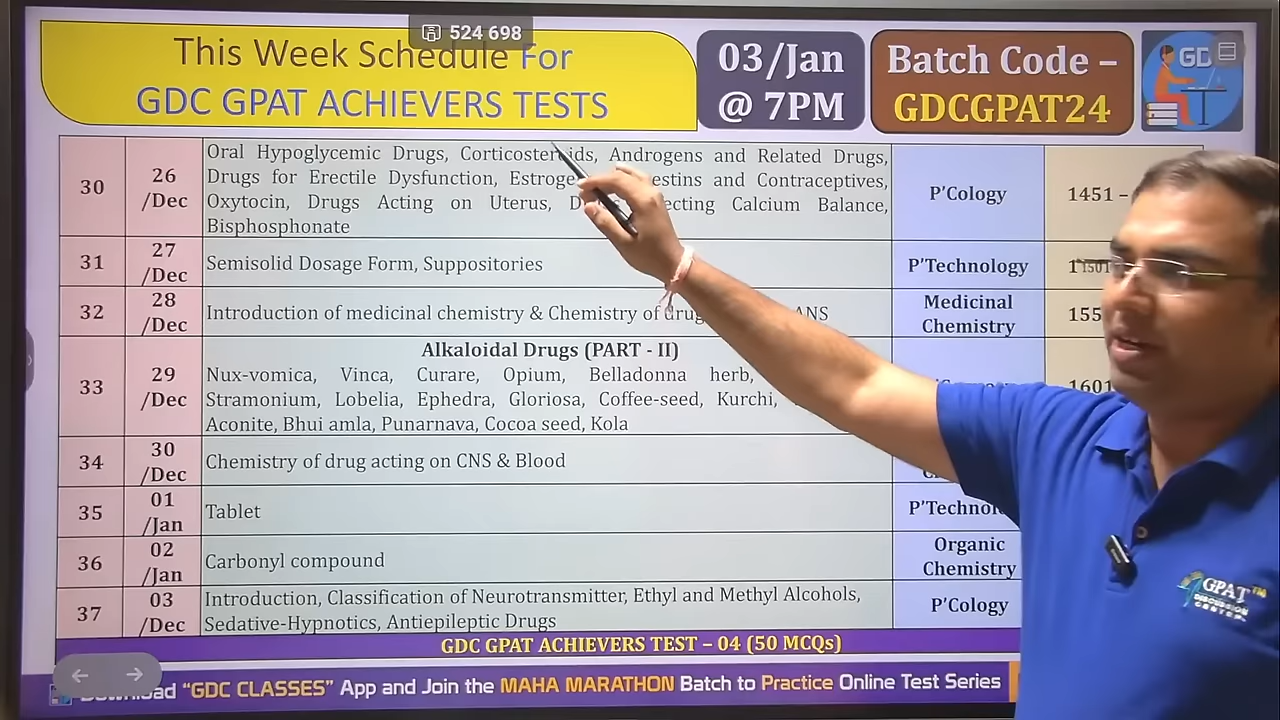 524 698
This Week Schedule For
GDC GPAT ACHIEVERS TESTS
03/Jan
@ 7PM
Batch Code –
GDCGPAT24
GD
30
26
/Dec
Oral Hypoglycemic Drugs, Corticosteroids, Androgens and Related Drugs,
Drugs for Erectile Dysfunction, and Contraceptives,
Oxytocin, Drugs Acting on Uterus, Calcium Balance,
Bisphosphonate
P'Cology
1451 –
31
27
/Dec
Semisolid Dosage Form, Suppositories
P'Technology
32
28
/Dec
Introduction of medicinal chemistry & Chemistry of ANS
Medicinal
Chemistry
155
33
29
/Dec
Alkaloidal Drugs (PART - II)
Nux-vomica, Vinca, Curare, Opium, Belladonna herb,
Stramonium, Lobelia, Ephedra, Gloriosa, Coffee-seed, Kurchi,
Aconite, Bhui amla, Punarnava, Cocoa seed, Kola
1601
34
30
/Dec
Chemistry of drug acting on CNS & Blood
35
01
/Jan
Tablet
36
02
/Jan
Carbonyl compound
Organic
Chemistry
37
03
/Dec
Introduction, Classification of Neurotransmitter, Ethyl and Methyl Alcohols,
Sedative-Hypnotics, Antiepileptic Drugs
P'Cology
GDC GPAT ACHIEVERS TEST – 04 (50 MCQs)
Download “GDC CLASSES” App and Join the MAHA MARATHON Batch to Practice Online Test Series
GPAT™
DISCUSSION
CENTER